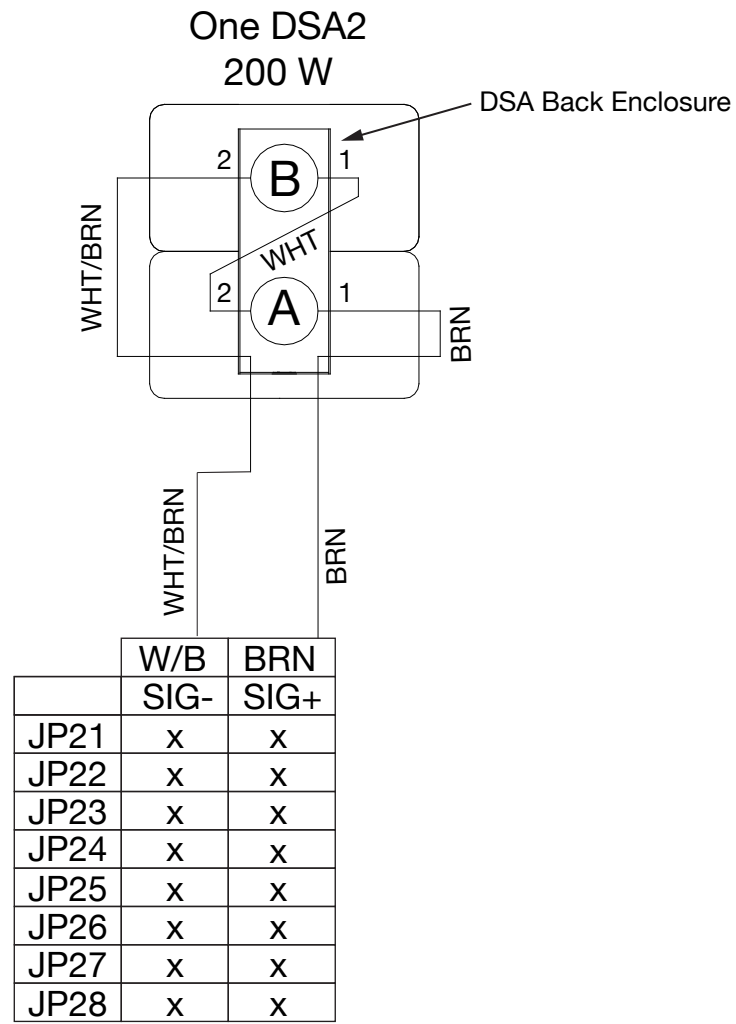 One DSA2
200 W
DSA Back Enclosure
2 B 1
WHT/BRN
WHT
2 A 1
BRN
WHT/BRN
BRN
W/B BRN
SIG- SIG+
JP21 x x
JP22 x x
JP23 x x
JP24 x x
JP25 x x
JP26 x x
JP27 x x
JP28 x x